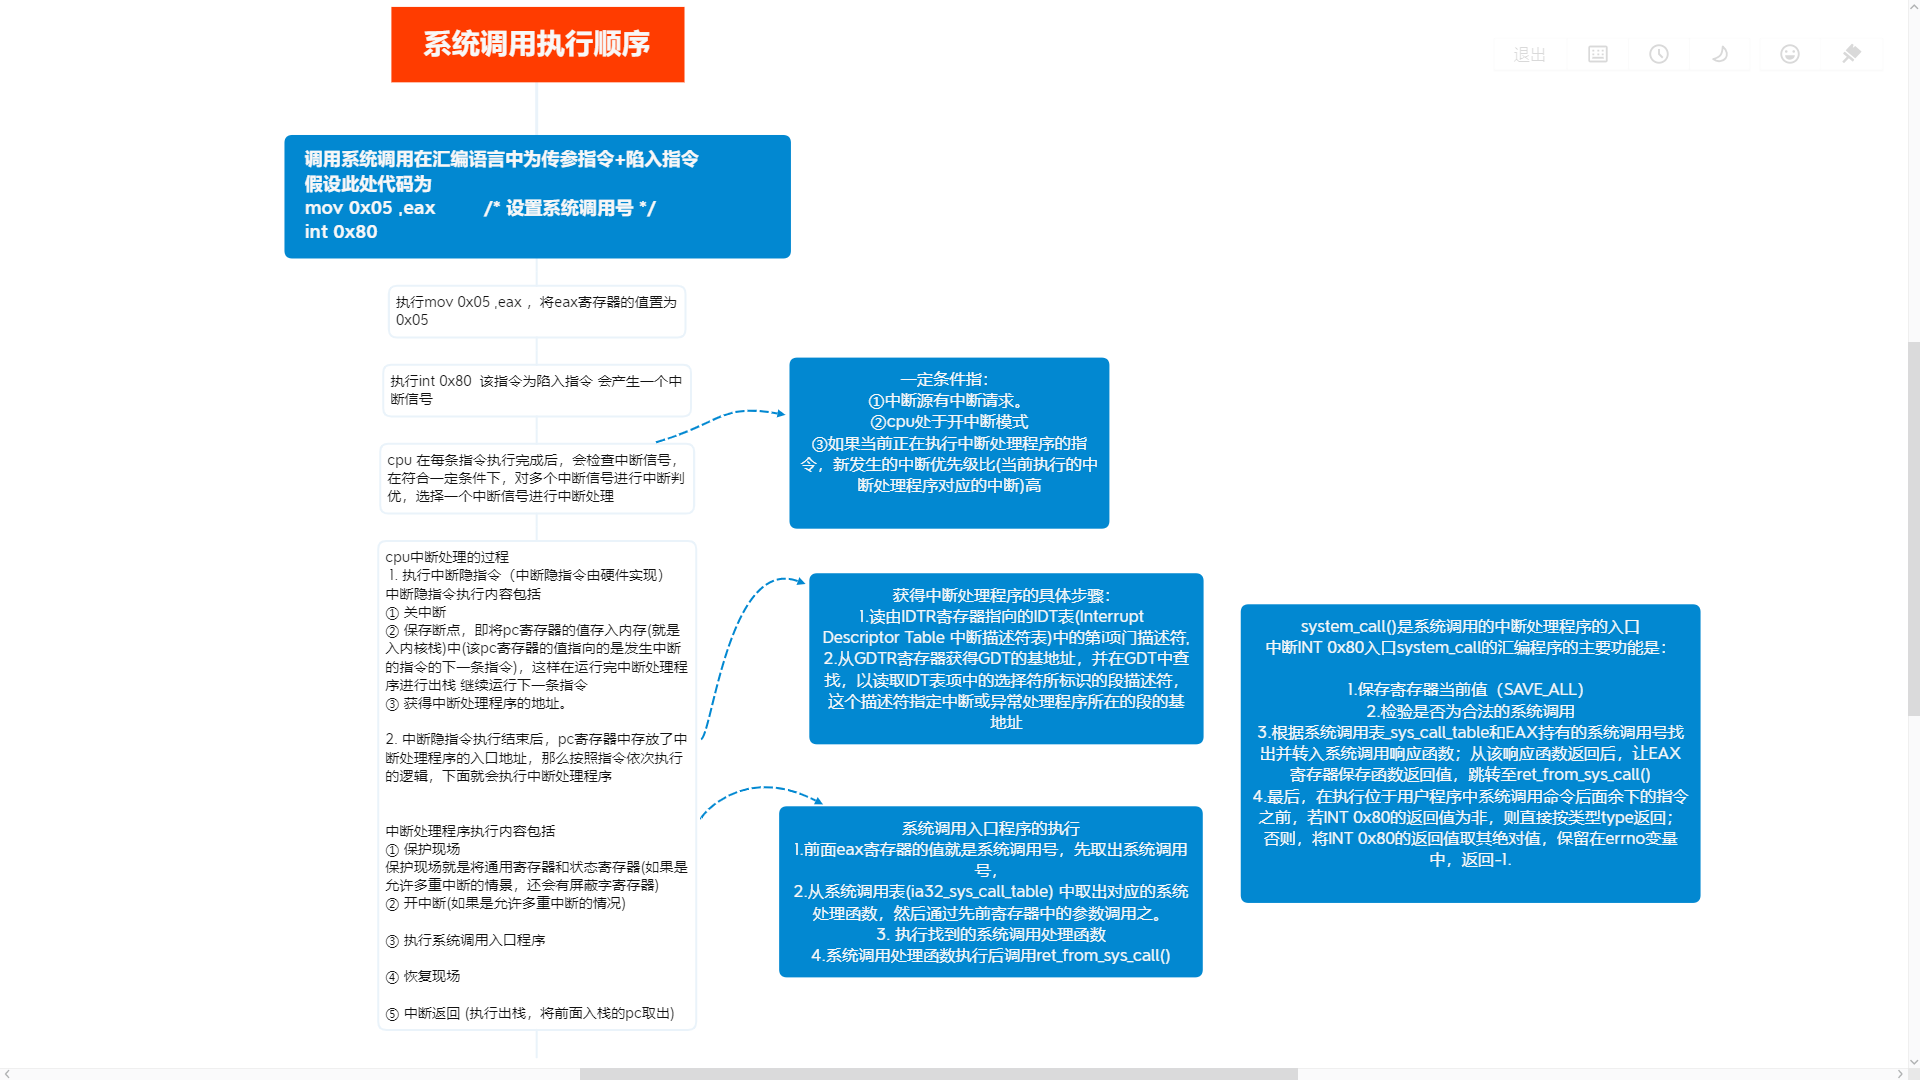 系统调用执行顺序
退出
调用系统调用在汇编语言中为传参指令+陷入指令
假设此处代码为
mov 0x05 ,eax /* 设置系统调用号 */
int 0x80
执行mov 0x05 ,eax ，将eax寄存器的值置为
0x05
执行int 0x80 该指令为陷入指令 会产生一个中
断信号
cpu 在每条指令执行完成后，会检查中断信号，
在符合一定条件下，对多个中断信号进行中断判
优，选择一个中断信号进行中断处理
一定条件指：
①中断源有中断请求。
②cpu处于开中断模式
③如果当前正在执行中断处理程序的指
令，新发生的中断优先级比(当前执行的中
断处理程序对应的中断)高
cpu中断处理的过程
1. 执行中断隐指令（中断隐指令由硬件实现）
中断隐指令执行内容包括
① 关中断
② 保存断点，即将pc寄存器的值存入内存(就是
入内核栈)中(该pc寄存器的值指向的是发生中断
的指令的下一条指令)，这样在运行完中断处理程
序进行出栈 继续运行下一条指令
③ 获得中断处理程序的地址。
2. 中断隐指令执行结束后，pc寄存器中存放了中
断处理程序的入口地址，那么按照指令依次执行
的逻辑，下面就会执行中断处理程序
中断处理程序执行内容包括
① 保护现场
保护现场就是将通用寄存器和状态寄存器(如果是
允许多重中断的情景，还会有屏蔽字寄存器)
② 开中断(如果是允许多重中断的情况)
③ 执行系统调用入口程序
④ 恢复现场
⑤ 中断返回 (执行出栈，将前面入栈的pc取出)
获得中断处理程序的具体步骤：
1.读由IDTR寄存器指向的IDT表(Interrupt
Descriptor Table 中断描述符表)中的第i项门描述符,
2.从GDTR寄存器获得GDT的基地址，并在GDT中查
找，以读取IDT表项中的选择符所标识的段描述符，
这个描述符指定中断或异常处理程序所在的段的基
地址
系统调用入口程序的执行
1.前面eax寄存器的值就是系统调用号，先取出系统调用
号，
2.从系统调用表(ia32_sys_call_table) 中取出对应的系统
处理函数，然后通过先前寄存器中的参数调用之。
3. 执行找到的系统调用处理函数
4.系统调用处理函数执行后调用ret_from_sys_call()
system_call()是系统调用的中断处理程序的入口
中断INT 0x80入口system_call的汇编程序的主要功能是：
1.保存寄存器当前值（SAVE_ALL）
2.检验是否为合法的系统调用
3.根据系统调用表_sys_call_table和EAX持有的系统调用号找
出并转入系统调用响应函数；从该响应函数返回后，让EAX
寄存器保存函数返回值，跳转至ret_from_sys_call()
4.最后，在执行位于用户程序中系统调用命令后面余下的指令
之前，若INT 0x80的返回值为非，则直接按类型type返回；
否则，将INT 0x80的返回值取其绝对值，保留在errno变量
中，返回-1.